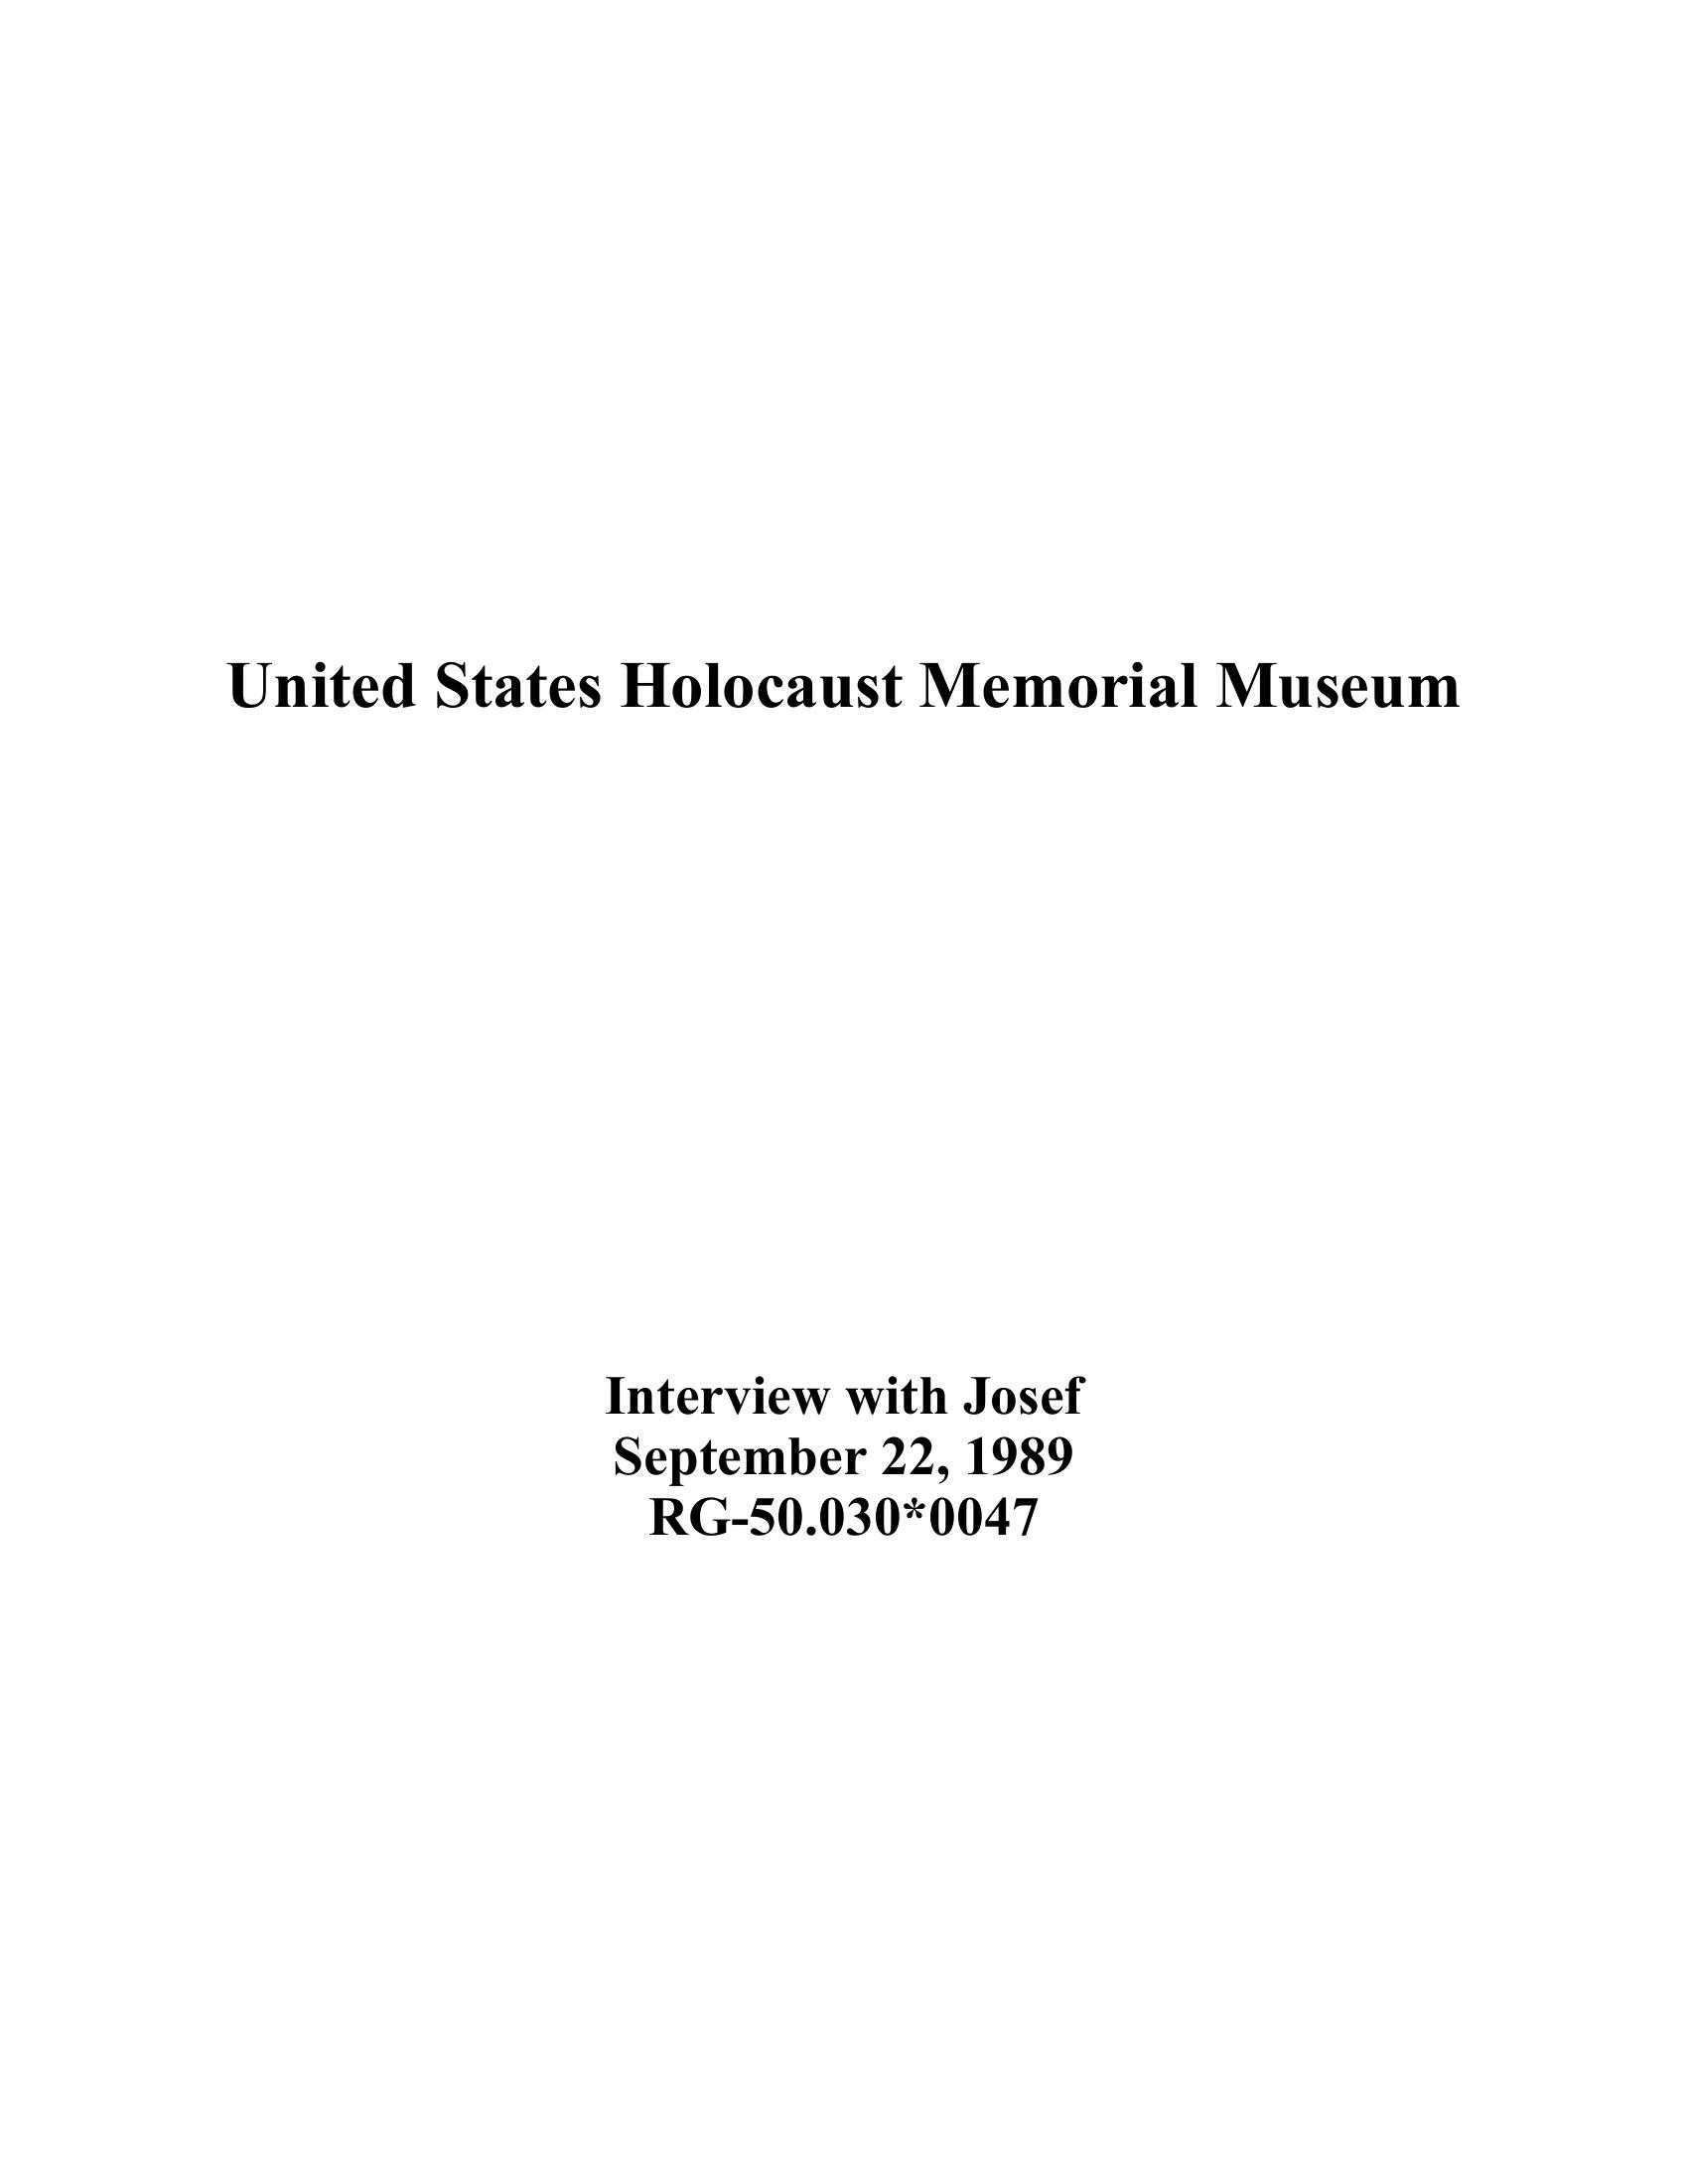 United States Holocaust Memorial Museum
Interview with Josef
September 22, 1989
RG-50.030*0047